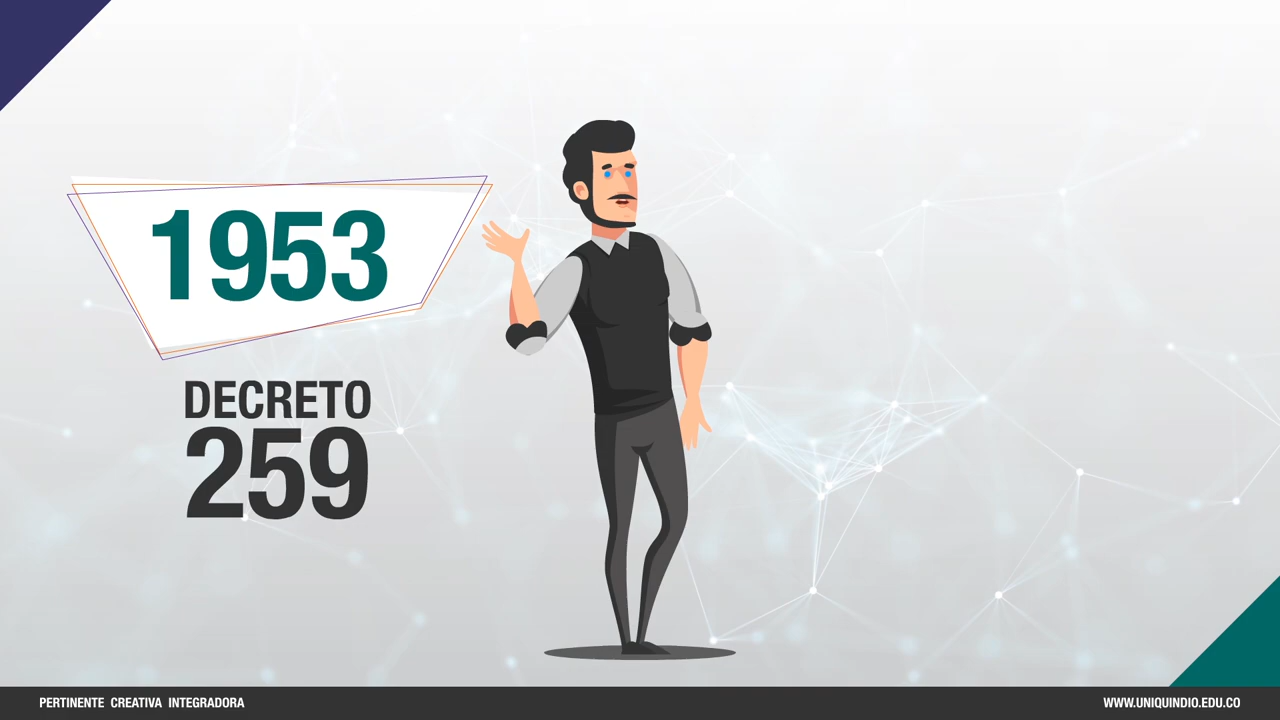 1953
DECRETO
259
PERTINENTE CREATIVA INTEGRADORA
WWW.UNIQUINDIO.EDU.CO